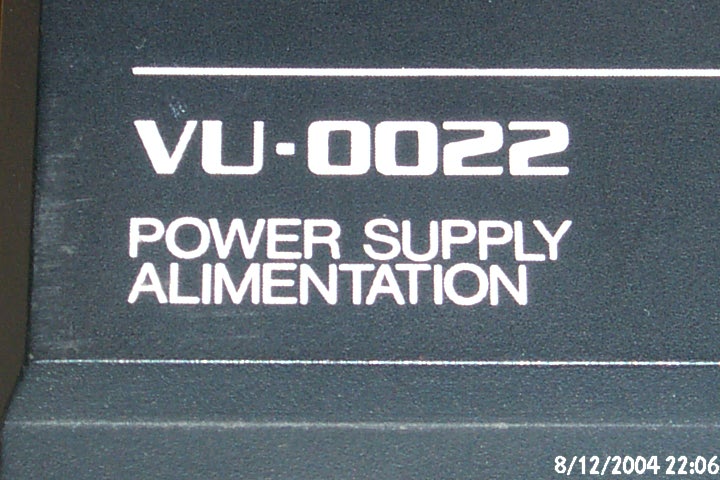 VU-0022
POWER SUPPLY
ALIMENTATION
8/12/2004 22:06